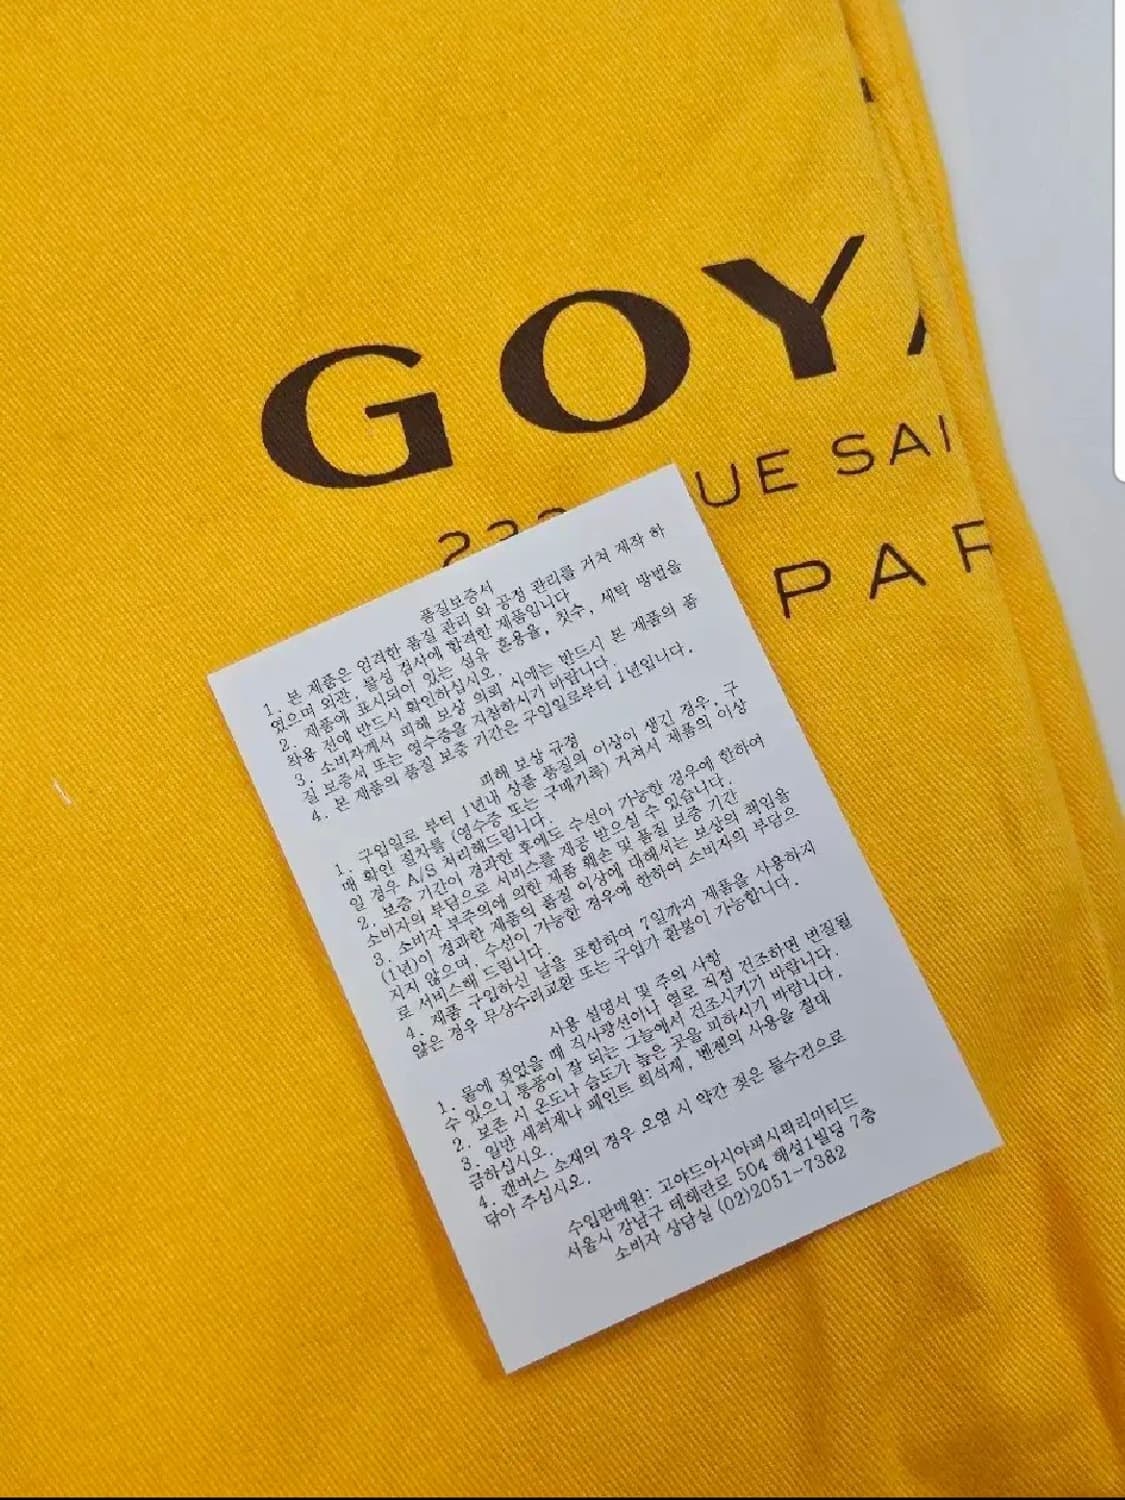 GOY
233 RUE SAI
PAR
품질보증서
1. 본 제품은 엄격한 품질 관리 와 공정 관리를 거쳐 제작 하
였으며 외관, 물성 검사에 합격한 제품입니다
2. 제품에 표시되어 있는 섬유 혼용율, 칫수, 세탁 방법을
착용 전에 반드시 확인하십시오.
3. 소비자께서 피해 보상 의뢰 시에는 반드시 본 제품의 품
질 보증서 또는 영수증을 지참하시기 바랍니다.
4. 본 제품의 품질 보증 기간은 구입일로부터 1년입니다.
피해 보상 규정
1. 구입일로 부터 1년내 상품 품질의 이상이 생긴 경우, 구
매 확인 절차를 (영수증 또는 구매기록) 거쳐서 제품의 이상
일 경우 A/S 처리해드립니다.
2. 보증 기간이 경과한 후에도 수선이 가능한 경우에 한하여
소비자의 부담으로 서비스를 제공 받으실 수 있습니다.
3. 소비자 부주의에 의한 제품 훼손 및 품질 보증 기간
(1년)이 경과한 제품의 품질 이상에 대해서는 보상의 책임을
지지 않으며, 수선이 가능한 경우에 한하여 소비자의 부담으
로 서비스해 드립니다.
4. 제품 구입하신 날을 포함하여 7일까지 제품을 사용하지
않은 경우 무상수리교환 또는 구입가 환불이 가능합니다.
사용 설명서 및 주의 사항
1. 물에 젖었을 때 직사광선이나 열로 직접 건조하면 변질될
수 있으니 통풍이 잘 되는 그늘에서 건조시키기 바랍니다.
2. 보존 시 온도나 습도가 높은 곳을 피하시기 바랍니다.
3. 일반 세척제나 페인트 희석제, 벤젠의 사용을 절대
금하십시오.
4. 캔버스 소재의 경우 오염 시 약간 젖은 물수건으로
닦아 주십시오.
수입판매원: 고야드아시아퍼시픽리미티드
서울시 강남구 테헤란로 504 해성1빌딩 7층
소비자 상담실 (02)2051-7382